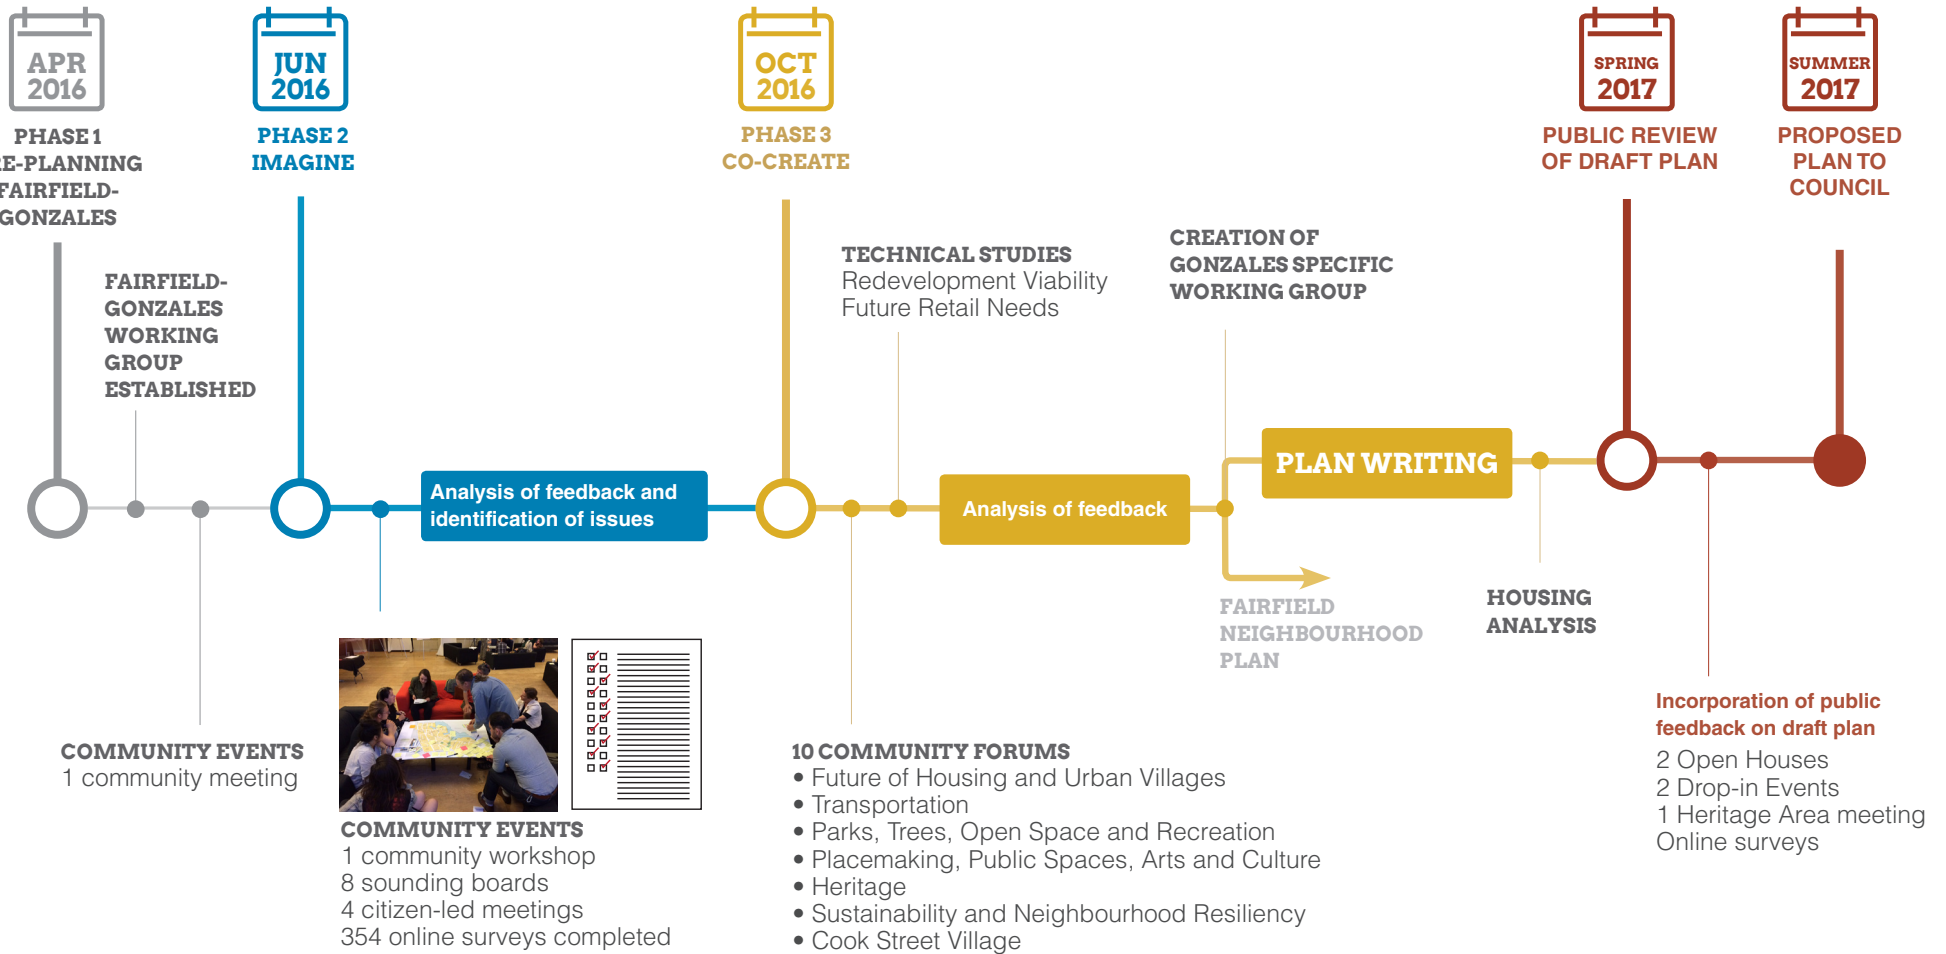 APR
2016
PHASE 1
RE-PLANNING
FAIRFIELD-
GONZALES
FAIRFIELD-
GONZALES
WORKING
GROUP
ESTABLISHED
COMMUNITY EVENTS
1 community meeting
JUN
2016
PHASE 2
IMAGINE
Analysis of feedback and
identification of issues
COMMUNITY EVENTS
1 community workshop
8 sounding boards
4 citizen-led meetings
354 online surveys completed
OCT
2016
PHASE 3
CO-CREATE
TECHNICAL STUDIES
Redevelopment Viability
Future Retail Needs
10 COMMUNITY FORUMS
• Future of Housing and Urban Villages
• Transportation
• Parks, Trees, Open Space and Recreation
• Placemaking, Public Spaces, Arts and Culture
• Heritage
• Sustainability and Neighbourhood Resiliency
• Cook Street Village
Analysis of feedback
CREATION OF
GONZALES SPECIFIC
WORKING GROUP
PLAN WRITING
FAIRFIELD
NEIGHBOURHOOD
PLAN
HOUSING
ANALYSIS
SPRING
2017
PUBLIC REVIEW
OF DRAFT PLAN
Incorporation of public
feedback on draft plan
2 Open Houses
2 Drop-in Events
1 Heritage Area meeting
Online surveys
SUMMER
2017
PROPOSED
PLAN TO
COUNCIL